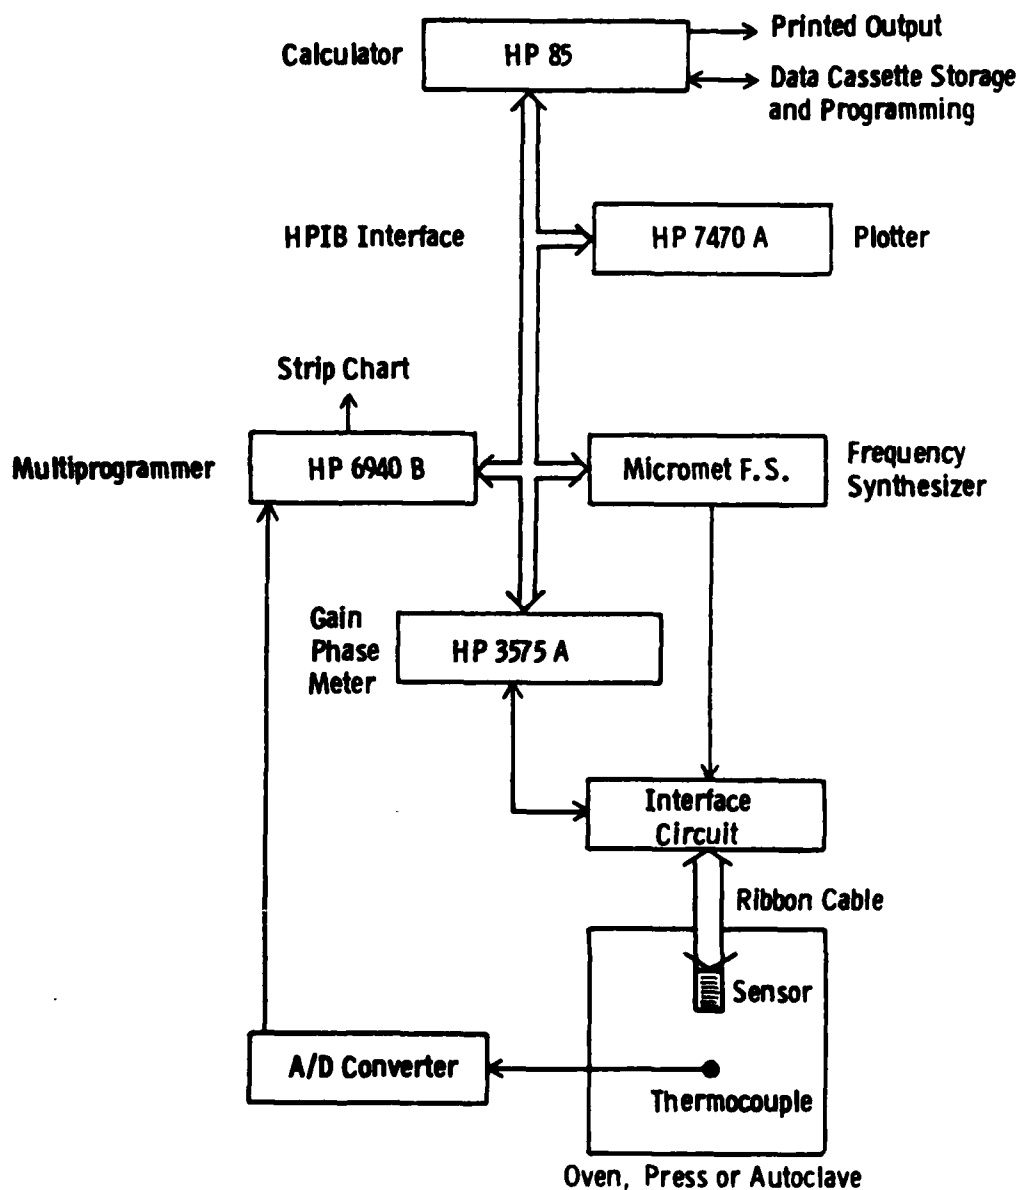 Printed Output
Calculator
HP 85
Data Cassette Storage
and Programming
HPIB Interface
HP 7470 A
Plotter
Strip Chart
Multiprogrammer
HP 6940 B
Micromet F. S.
Frequency
Synthesizer
Gain
Phase
Meter
HP 3575 A
Interface
Circuit
Ribbon Cable
Sensor
A/D Converter
Thermocouple
Oven, Press or Autoclave